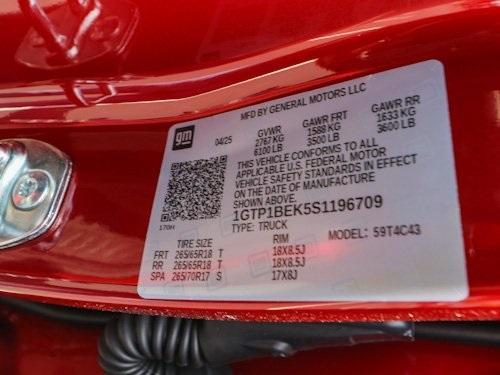 MFD BY GENERAL MOTORS LLC
gm
04/25 GVWR GAWR FRT GAWR RR
2767 KG 1588 KG 1633 KG
6100 LB 3500 LB 3600 LB
THIS VEHICLE CONFORMS TO ALL
APPLICABLE U.S. FEDERAL MOTOR
VEHICLE SAFETY STANDARDS IN EFFECT
ON THE DATE OF MANUFACTURE
SHOWN ABOVE.
170H
1GTP1BEK5S1196709
TYPE: TRUCK MODEL: 59T4C43
TIRE SIZE RIM
FRT 265/65R18 T 18X8.5J
RR 265/65R18 T 18X8.5J
SPA 265/70R17 S 17X8J